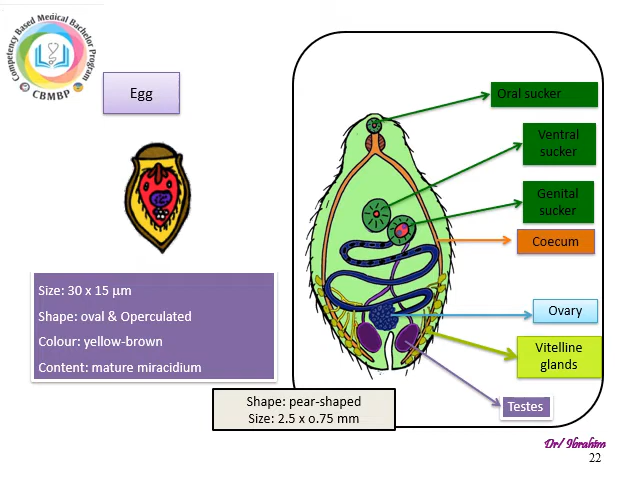 Competency Based Medical Bachelor Program
CBMBP
Egg
Size: 30 x 15 µm
Shape: oval & Operculated
Colour: yellow-brown
Content: mature miracidium
Oral sucker
Ventral
sucker
Genital
sucker
Coecum
Ovary
Vitelline
glands
Testes
Shape: pear-shaped
Size: 2.5 x o.75 mm
Dr/ Ibrahim
22